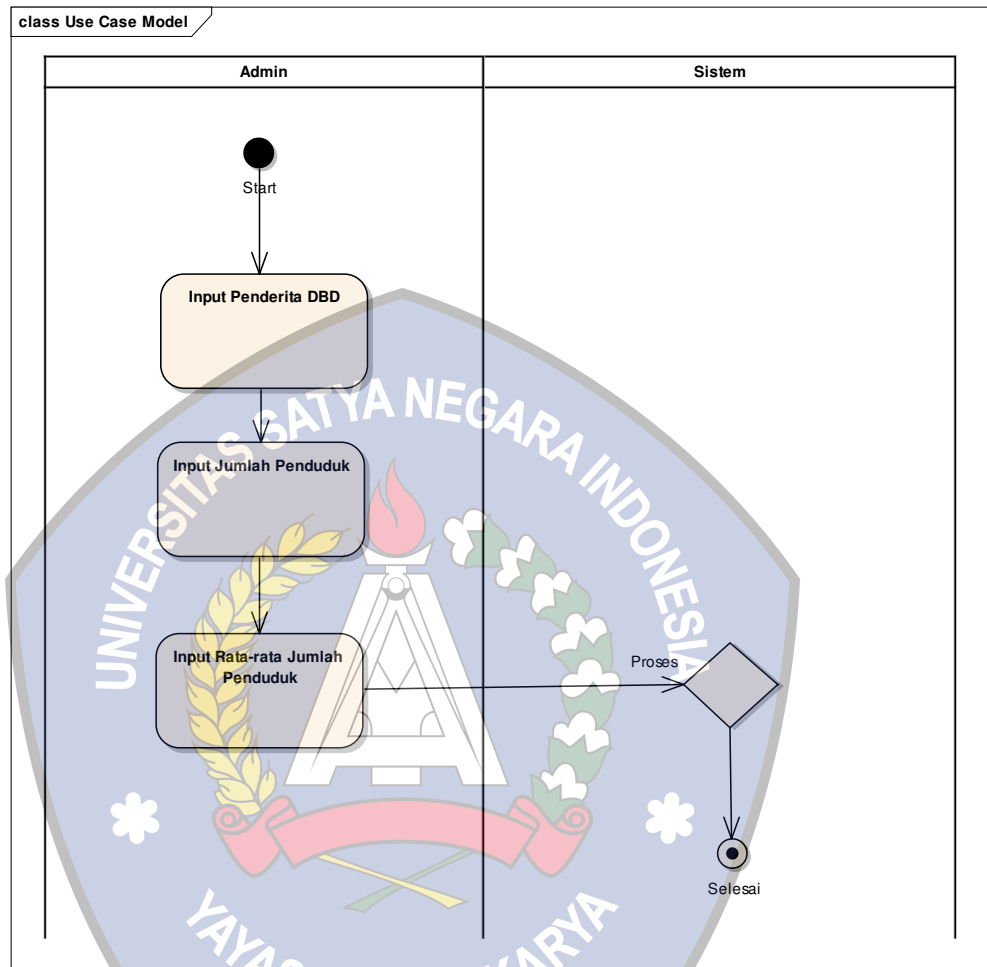 class Use Case Model
Admin
Sistem
Start
Input Penderita DBD
Input Jumlah Penduduk
Input Rata-rata Jumlah
Penduduk
Proses
Selesai
UNIVERSITAS SATYA NEGARA INDONESIA